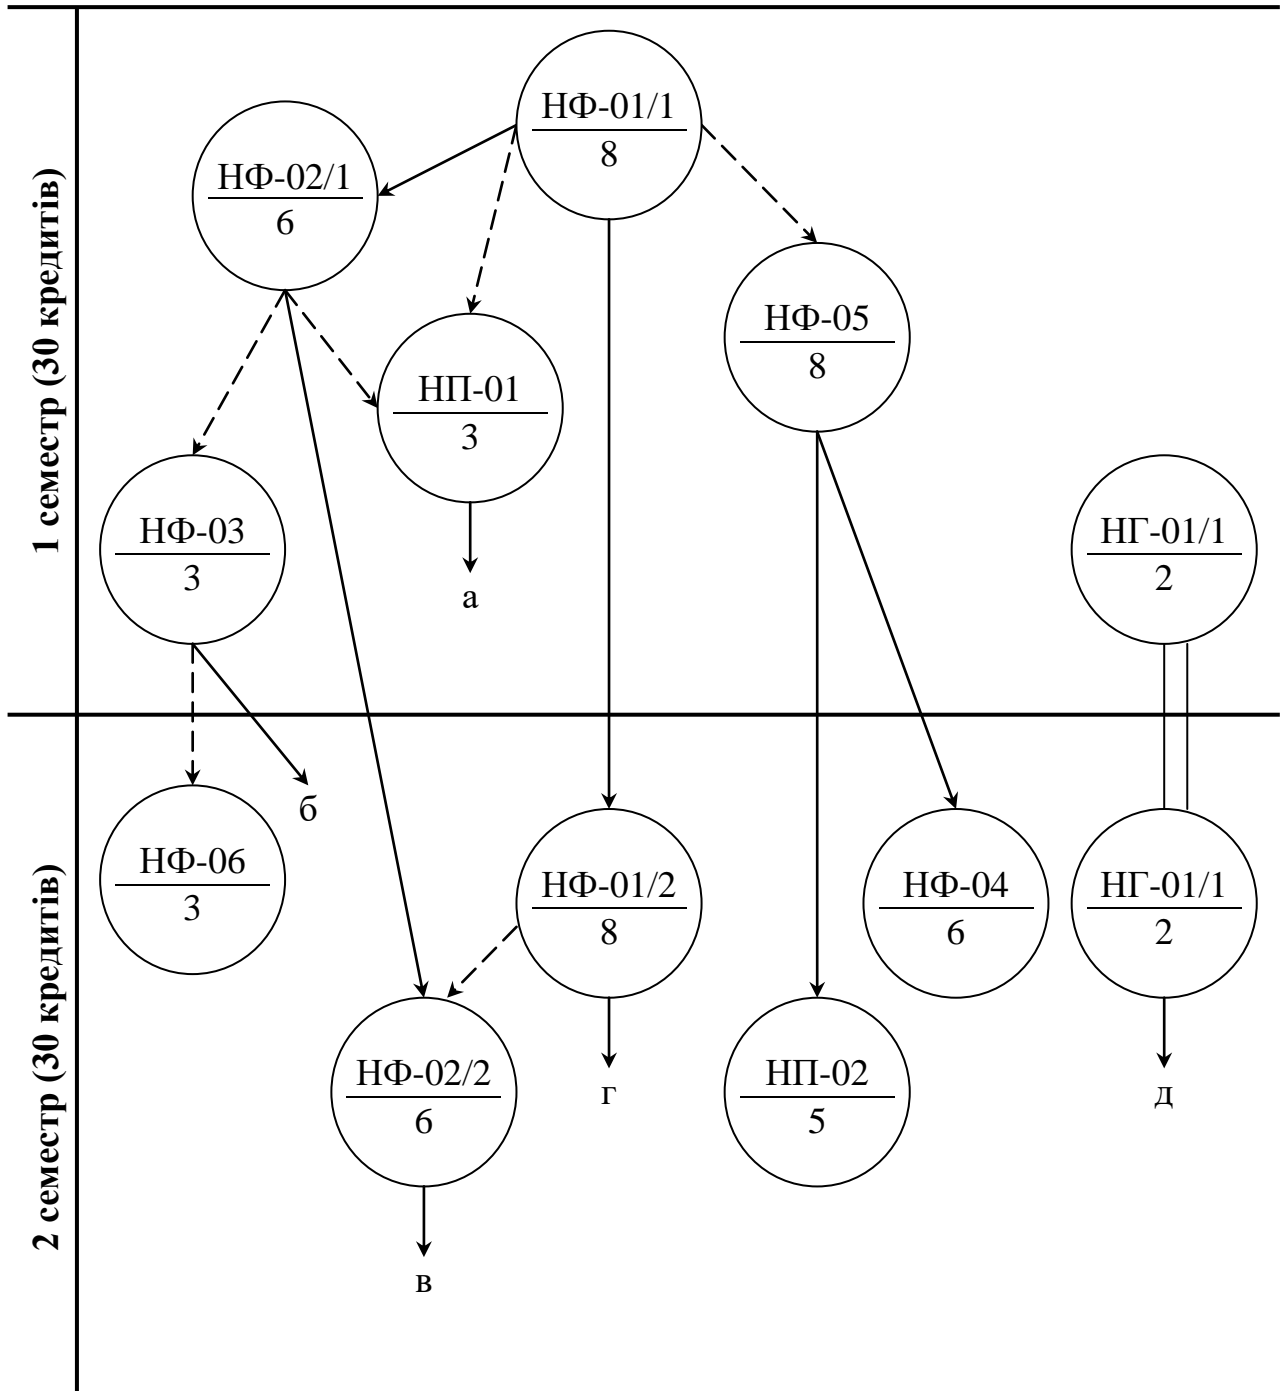 1 семестр (30 кредитів)
НФ-01/1
8
НФ-02/1
6
НФ-05
8
НП-01
3
НФ-03
3
НГ-01/1
2
а
2 семестр (30 кредитів)
б
НФ-06
3
НФ-01/2
8
НФ-04
6
НГ-01/1
2
НФ-02/2
6
г
НП-02
5
д
в